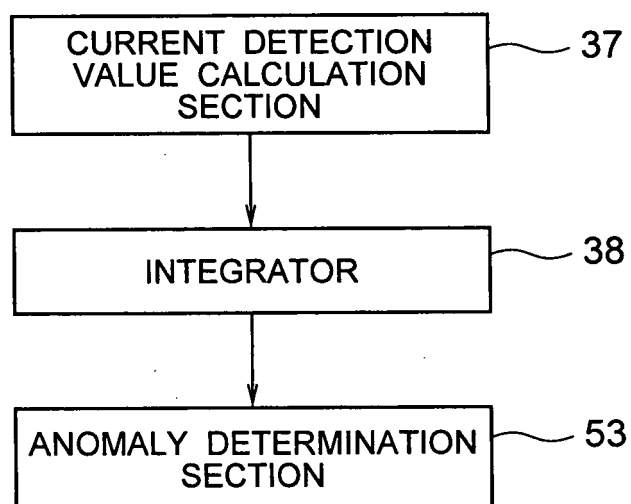 CURRENT DETECTION
VALUE CALCULATION
SECTION
37
INTEGRATOR
38
ANOMALY DETERMINATION
SECTION
53